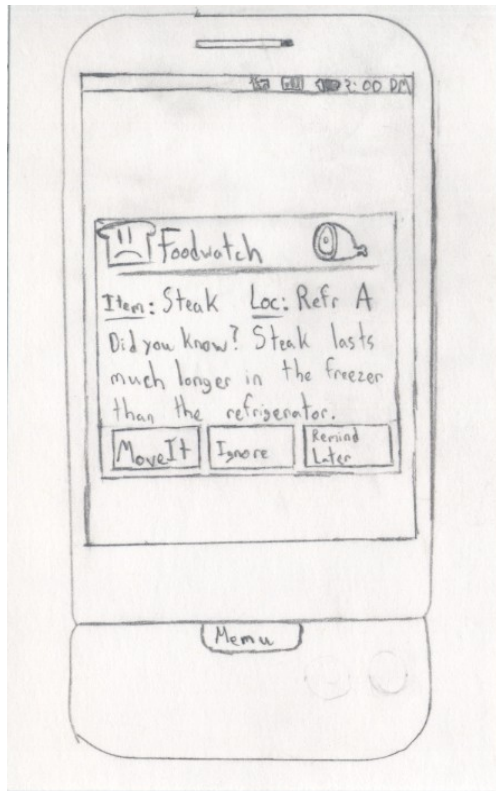 3:00 PM
Foodwatch
Item: Steak Loc: Refr A
Did you know? Steak lasts
much longer in the freezer
than the refrigerator.
MoveIt Ignore Remind
Later
Menu